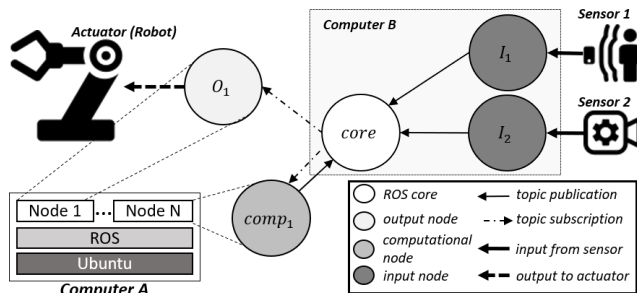 Actuator (Robot)
Computer B
Sensor 1
O₁
I₁
Sensor 2
core
I₂
Node 1 ... Node N
ROS
Ubuntu
Computer A
comp₁
ROS core
output node
computational
node
input node
topic publication
topic subscription
input from sensor
output to actuator